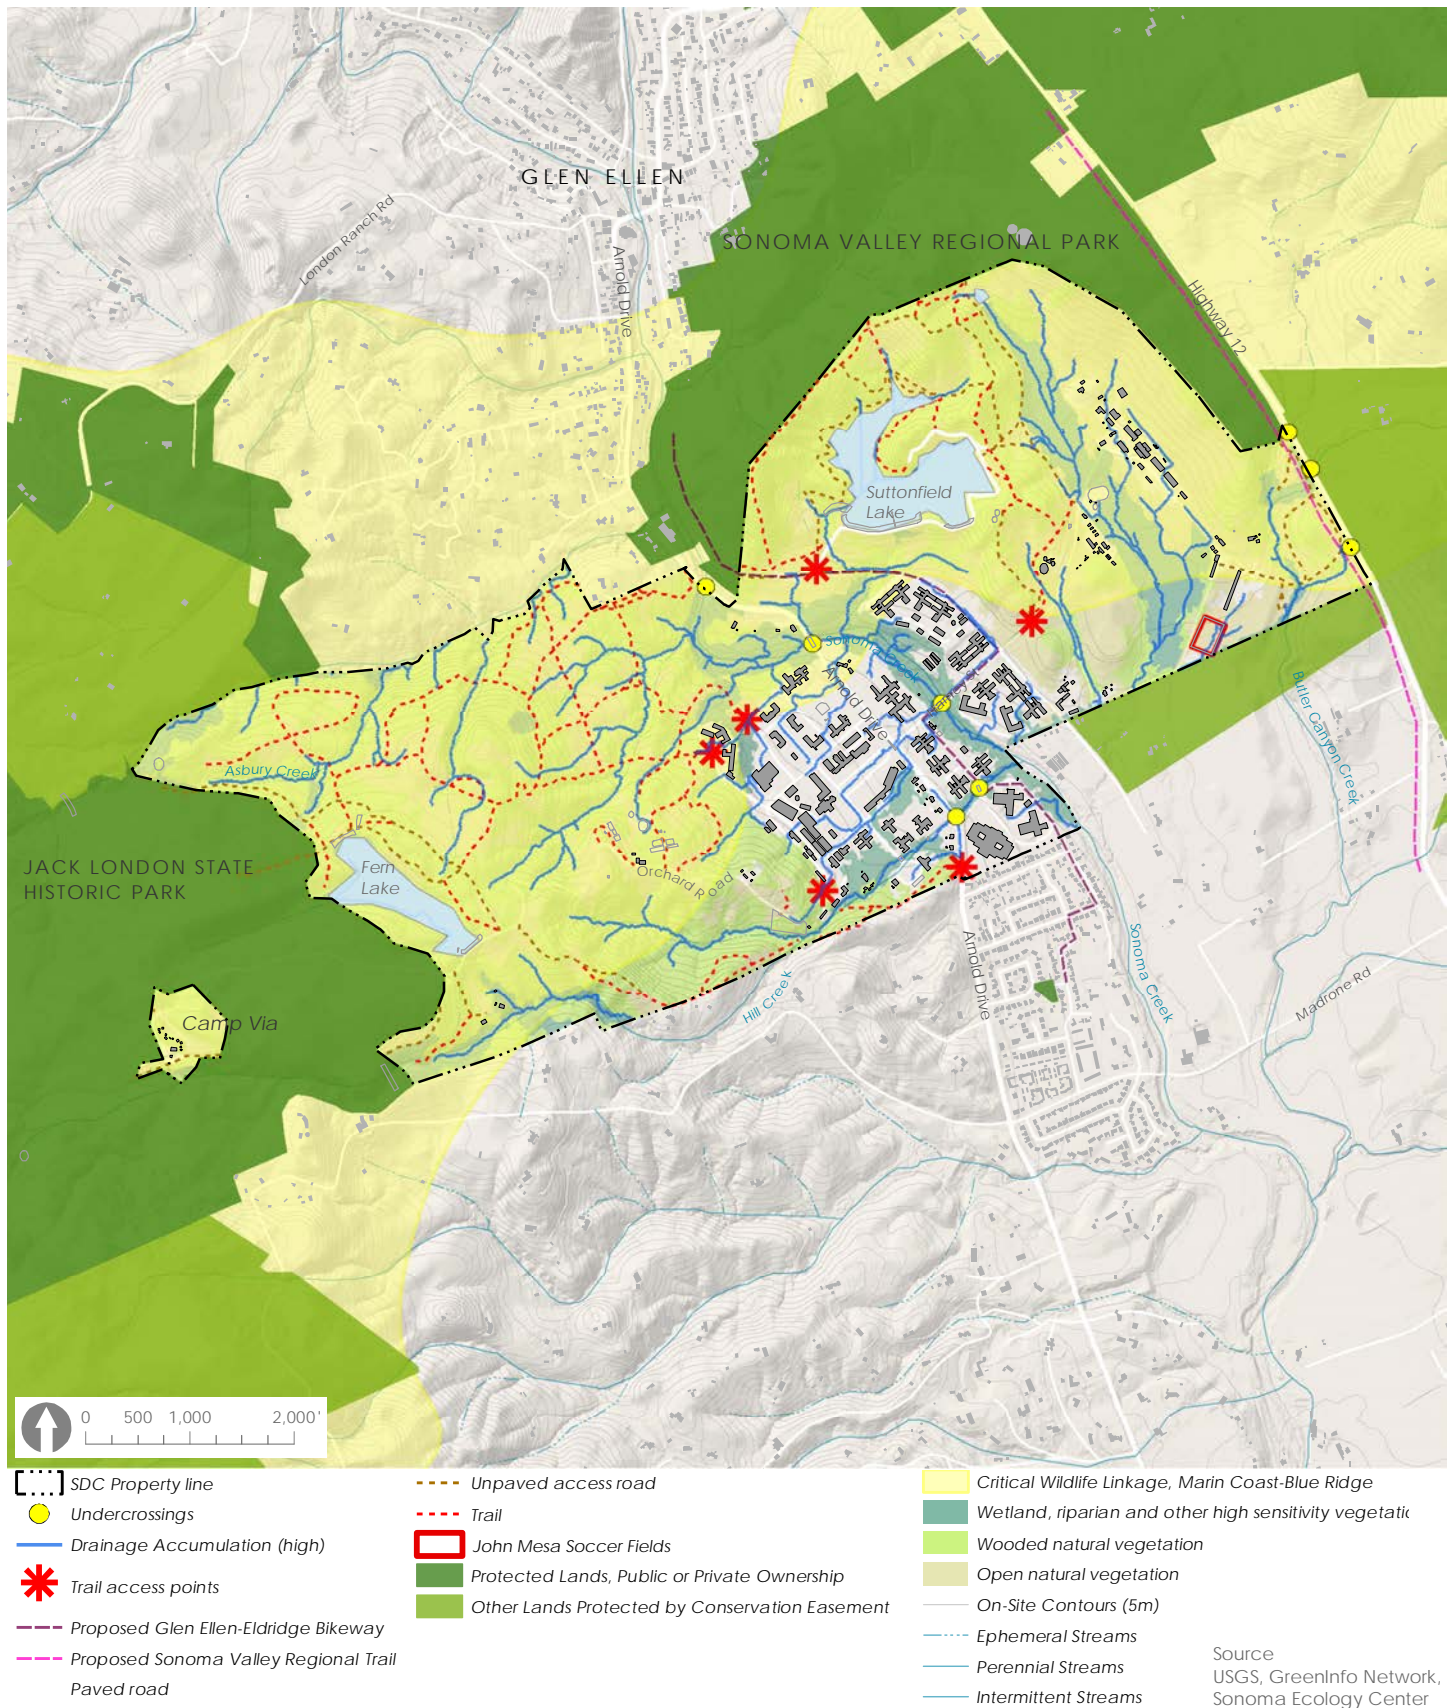 GLEN ELLEN
London Ranch Rd
Arnold Drive
SONOMA VALLEY REGIONAL PARK
Highway 12
Suttonfield
Lake
Sonoma Creek
Arnold Drive
Butler Canyon Creek
Asbury Creek
JACK LONDON STATE
HISTORIC PARK
Fern
Lake
Orchard Road
Camp Via
Hill Creek
Arnold Drive
Sonoma Creek
Madrone Rd
0 500 1,000 2,000'
SDC Property line
Undercrossings
Drainage Accumulation (high)
Trail access points
Proposed Glen Ellen-Eldridge Bikeway
Proposed Sonoma Valley Regional Trail
Paved road
Unpaved access road
Trail
John Mesa Soccer Fields
Protected Lands, Public or Private Ownership
Other Lands Protected by Conservation Easement
Critical Wildlife Linkage, Marin Coast-Blue Ridge
Wetland, riparian and other high sensitivity vegetatic
Wooded natural vegetation
Open natural vegetation
On-Site Contours (5m)
Ephemeral Streams
Perennial Streams
Intermittent Streams
Source
USGS, GreenInfo Network,
Sonoma Ecology Center